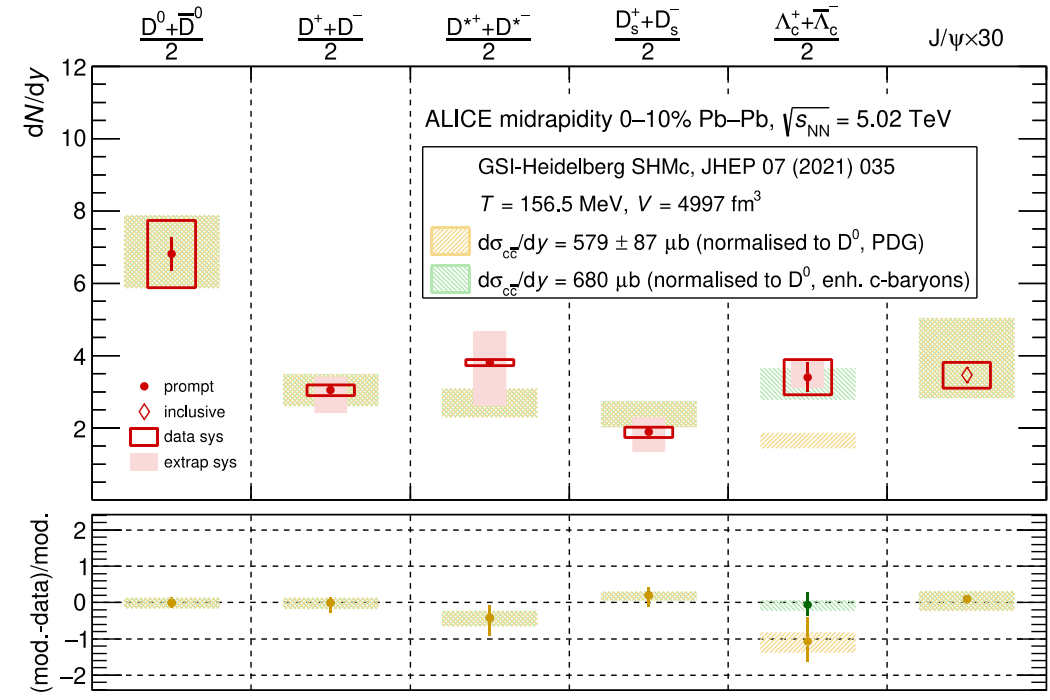 D⁰+D̅⁰/2 D⁺+D⁻/2 D*⁺+D*⁻/2 Dₛ⁺+Dₛ⁻/2 Λ_c⁺+Λ̅_c⁻/2 J/ψ×30
dN/dy
12
10
8
6
4
2
ALICE midrapidity 0–10% Pb–Pb, √s_NN = 5.02 TeV
GSI-Heidelberg SHMc, JHEP 07 (2021) 035
T = 156.5 MeV, V = 4997 fm³
dσ_cc̅/dy = 579 ± 87 μb (normalised to D⁰, PDG)
dσ_cc̅/dy = 680 μb (normalised to D⁰, enh. c-baryons)
prompt
inclusive
data sys
extrap sys
(mod.-data)/mod.
2
1
0
−1
−2